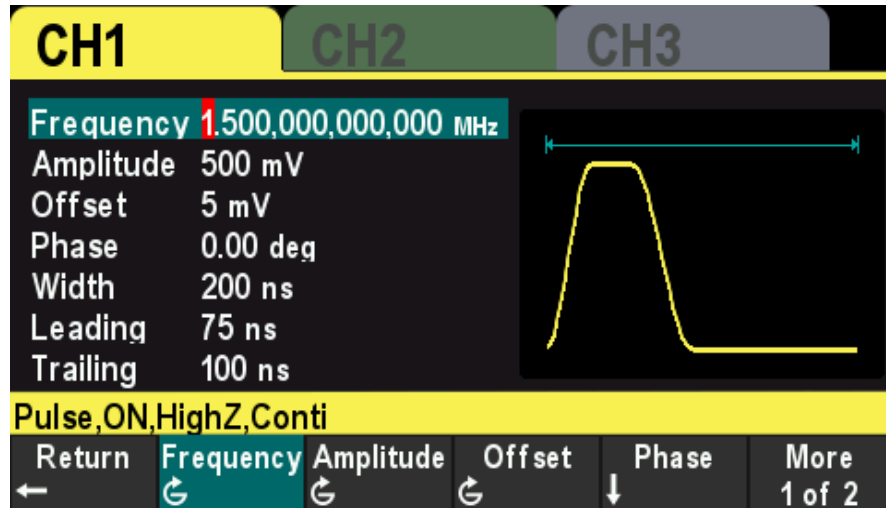 CH1 CH2 CH3
Frequency 1.500,000,000,000 MHz
Amplitude 500 mV
Offset 5 mV
Phase 0.00 deg
Width 200 ns
Leading 75 ns
Trailing 100 ns
Pulse,ON,HighZ,Conti
Return Frequency Amplitude Offset Phase More
1 of 2